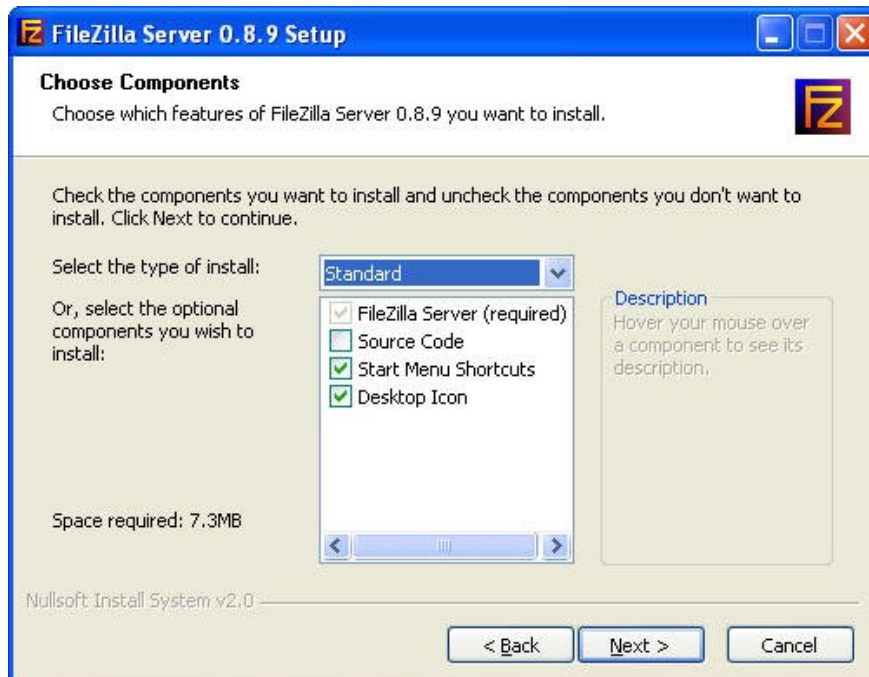 FileZilla Server 0.8.9 Setup
Choose Components
Choose which features of FileZilla Server 0.8.9 you want to install.
FZ
Check the components you want to install and uncheck the components you don't want to
install. Click Next to continue.
Select the type of install:
Standard
Or, select the optional
components you wish to
install:
FileZilla Server (required)
Source Code
Start Menu Shortcuts
Desktop Icon
Description
Hover your mouse over
a component to see its
description.
Space required: 7.3MB
Nullsoft Install System v2.0
< Back
Next >
Cancel